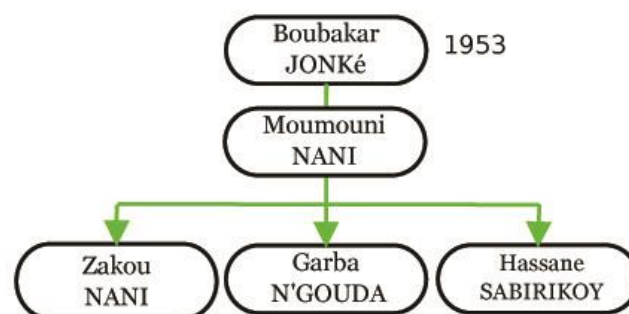 Boubakar
JONKé
1953
Moumouni
NANI
Zakou
NANI
Garba
N'GOUDA
Hassane
SABIRIKOY